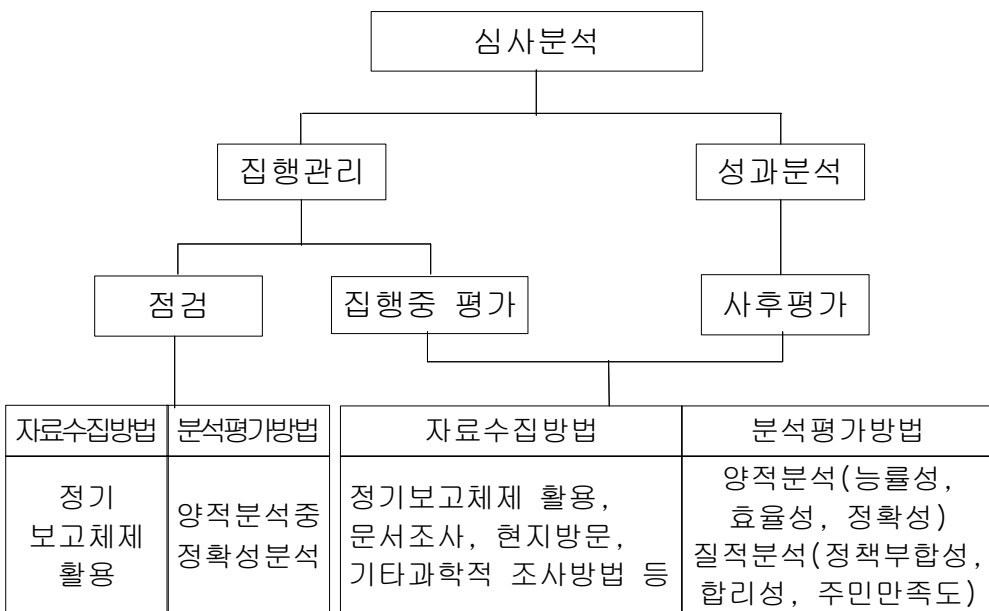 심사분석
집행관리
성과분석
점검
집행중 평가
사후평가
자료수집방법
분석평가방법
정기
보고체제
활용
양적분석중
정확성분석
자료수집방법
분석평가방법
정기보고체제 활용,
문서조사, 현지방문,
기타과학적 조사방법 등
양적분석(능률성,
효율성, 정확성)
질적분석(정책부합성,
합리성, 주민만족도)